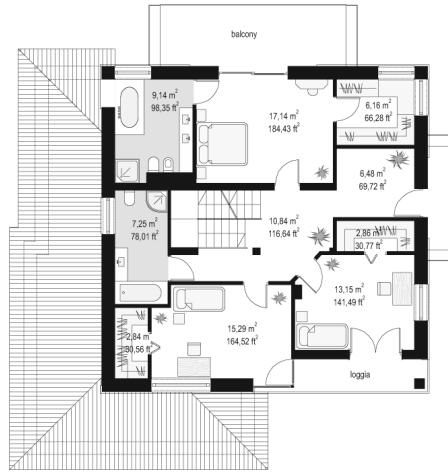 balcony
9,14 m²
98,35 ft²
17,14 m²
184,43 ft²
6,16 m²
66,28 ft²
6,48 m²
69,72 ft²
7,25 m²
78,01 ft²
10,84 m²
116,64 ft²
2,86 m²
30,77 ft²
13,15 m²
141,49 ft²
15,29 m²
164,52 ft²
2,84 m²
30,56 ft²
loggia